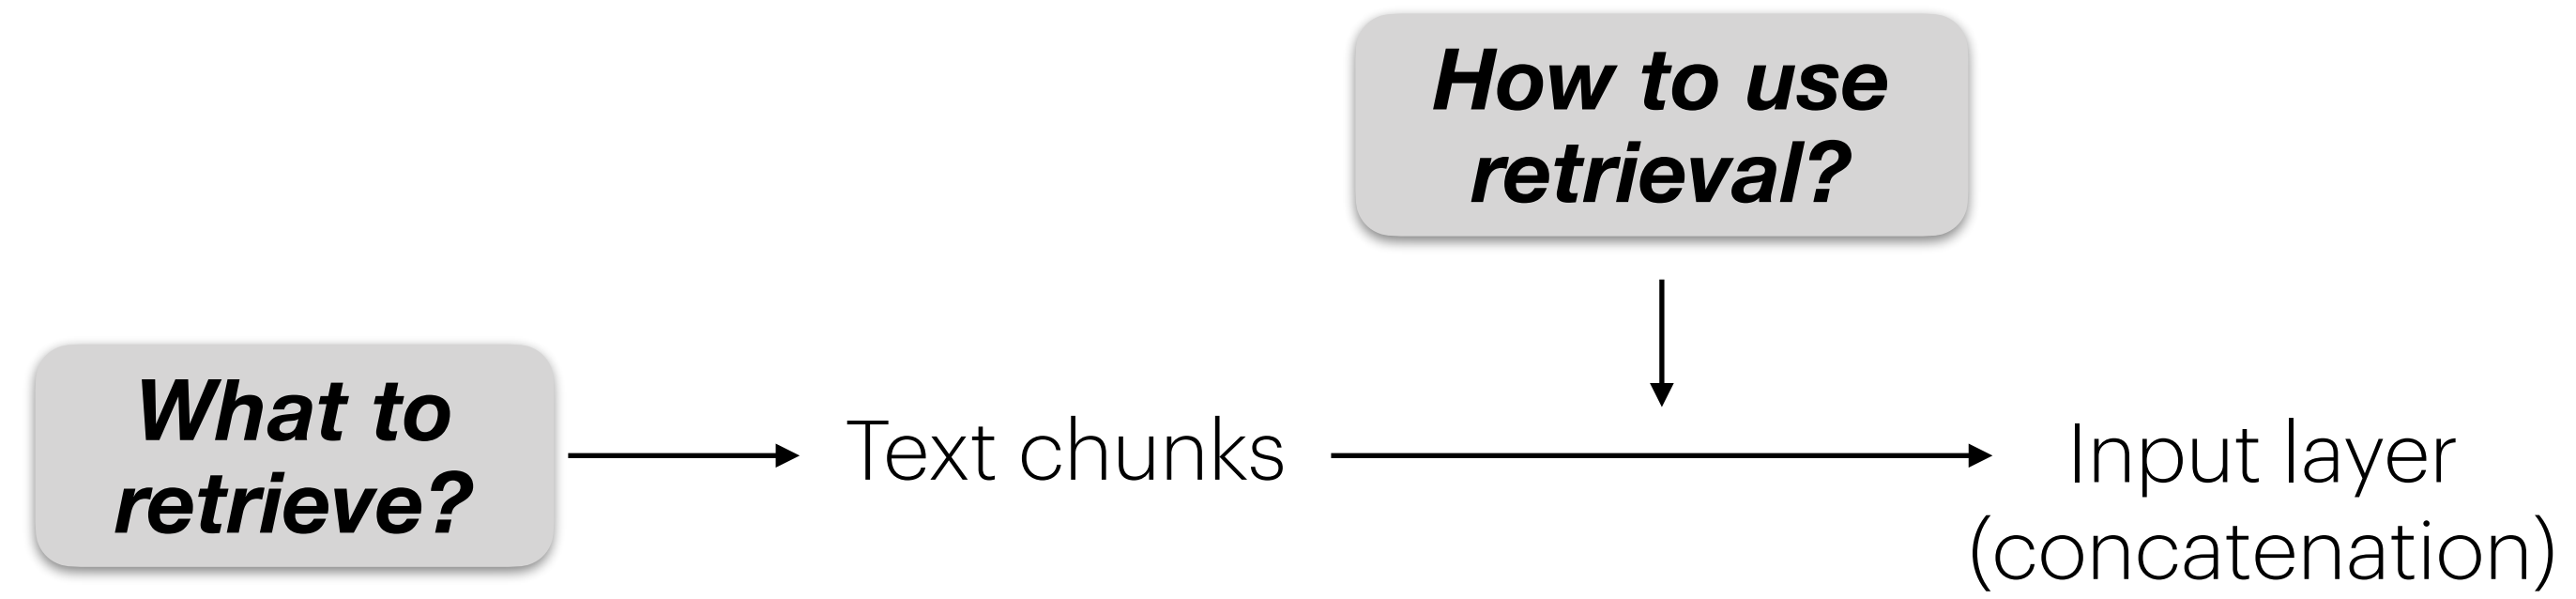 How to use
retrieval?
What to
retrieve?
Text chunks
Input layer
(concatenation)